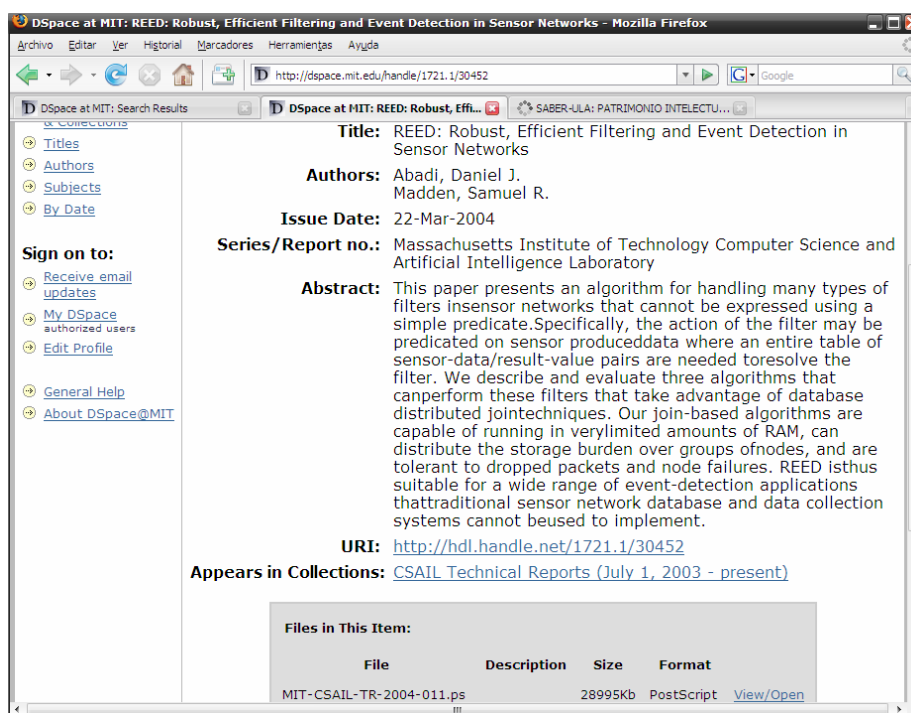 DSpace at MIT: REED: Robust, Efficient Filtering and Event Detection in Sensor Networks - Mozilla Firefox
Archivo Editar Ver Historial Marcadores Herramientas Ayuda
http://dspace.mit.edu/handle/1721.1/30452
G Google
DSpace at MIT: Search Results
DSpace at MIT: REED: Robust, Effi...
SABER-ULA: PATRIMONIO INTELECTU...
& Collections
Titles
Authors
Subjects
By Date
Sign on to:
Receive email
updates
My DSpace
authorized users
Edit Profile
General Help
About DSpace@MIT
Title: REED: Robust, Efficient Filtering and Event Detection in
Sensor Networks
Authors: Abadi, Daniel J.
Madden, Samuel R.
Issue Date: 22-Mar-2004
Series/Report no.: Massachusetts Institute of Technology Computer Science and
Artificial Intelligence Laboratory
Abstract: This paper presents an algorithm for handling many types of
filters insensor networks that cannot be expressed using a
simple predicate.Specifically, the action of the filter may be
predicated on sensor produceddata where an entire table of
sensor-data/result-value pairs are needed toresolve the
filter. We describe and evaluate three algorithms that
canperform these filters that take advantage of database
distributed jointechniques. Our join-based algorithms are
capable of running in verylimited amounts of RAM, can
distribute the storage burden over groups ofnodes, and are
tolerant to dropped packets and node failures. REED isthus
suitable for a wide range of event-detection applications
thattraditional sensor network database and data collection
systems cannot beused to implement.
URI: http://hdl.handle.net/1721.1/30452
Appears in Collections: CSAIL Technical Reports (July 1, 2003 - present)
Files in This Item:
File Description Size Format
MIT-CSAIL-TR-2004-011.ps 28995Kb PostScript View/Open